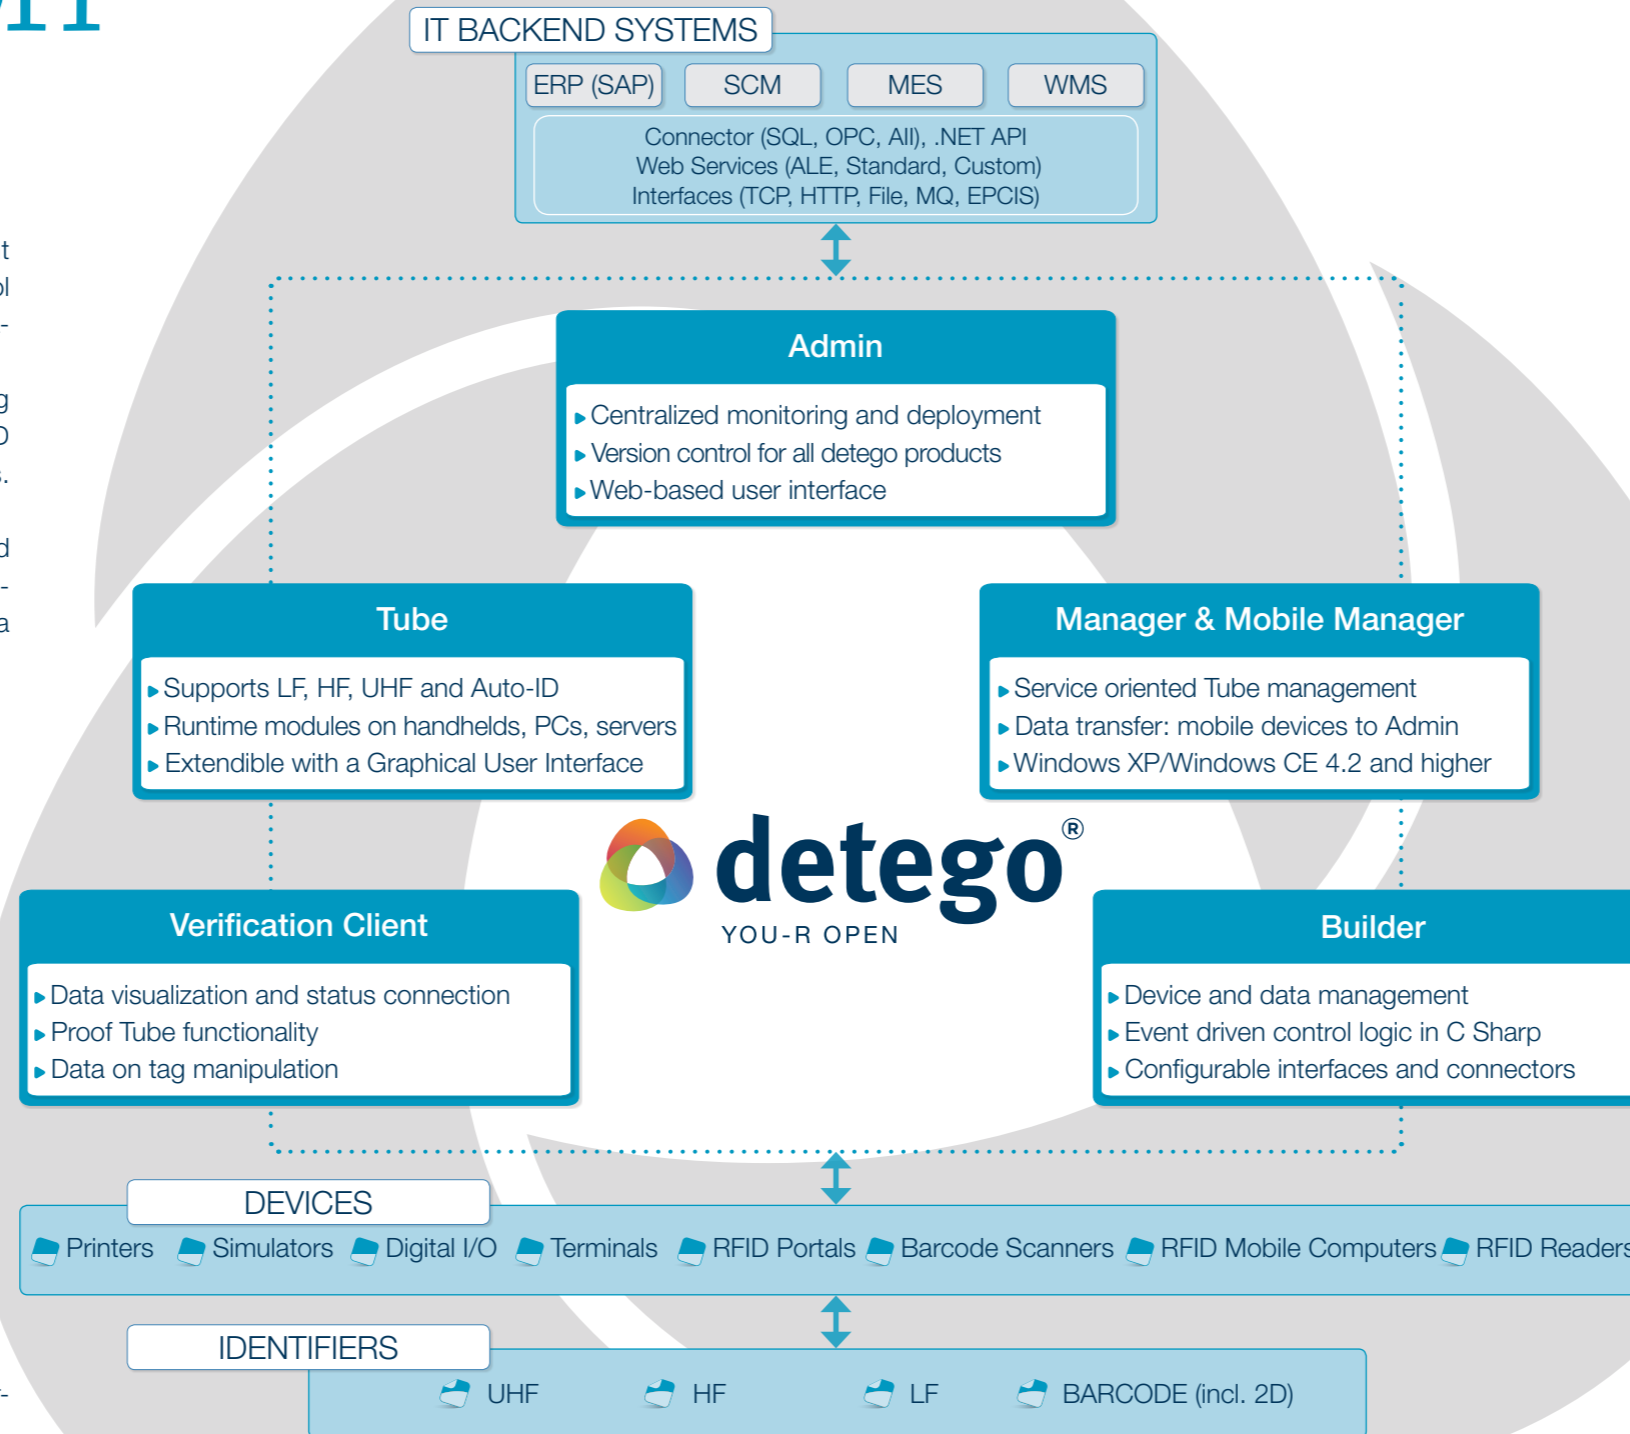 IT BACKEND SYSTEMS
ERP (SAP) SCM MES WMS
Connector (SQL, OPC, All), .NET API
Web Services (ALE, Standard, Custom)
Interfaces (TCP, HTTP, File, MQ, EPCIS)
Admin
Centralized monitoring and deployment
Version control for all detego products
Web-based user interface
Tube
Supports LF, HF, UHF and Auto-ID
Runtime modules on handhelds, PCs, servers
Extendible with a Graphical User Interface
Manager & Mobile Manager
Service oriented Tube management
Data transfer: mobile devices to Admin
Windows XP/Windows CE 4.2 and higher
detego®
YOU-R OPEN
Verification Client
Data visualization and status connection
Proof Tube functionality
Data on tag manipulation
Builder
Device and data management
Event driven control logic in C Sharp
Configurable interfaces and connectors
DEVICES
Printers Simulators Digital I/O Terminals RFID Portals Barcode Scanners RFID Mobile Computers RFID Readers
IDENTIFIERS
UHF HF LF BARCODE (incl. 2D)